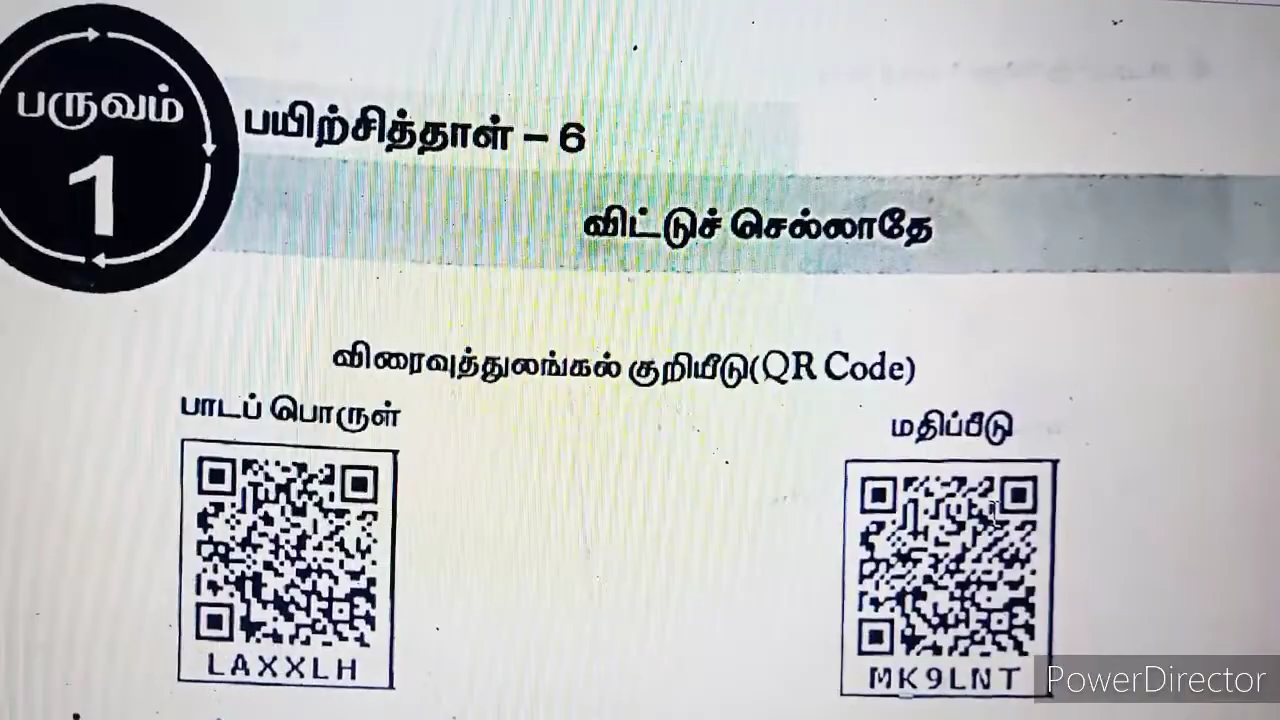 பருவம்
1
பயிற்சித்தாள் – 6
விட்டுச் செல்லாதே
விரைவுத்துலங்கல் குறியீடு(QR Code)
பாடப் பொருள்
மதிப்பீடு
LAXXLH
MK9LNT
PowerDirector